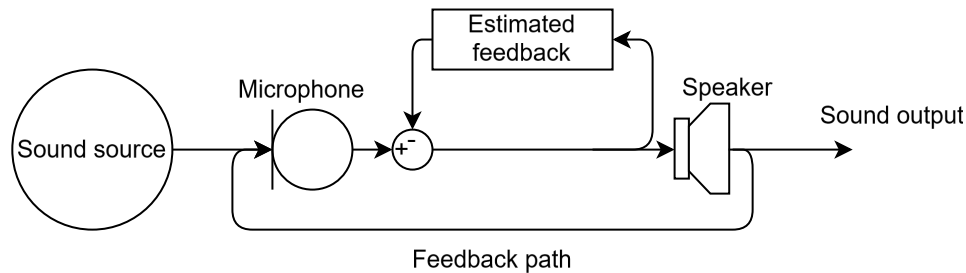 Estimated
feedback
Microphone
Speaker
Sound output
Sound source
+
-
Feedback path